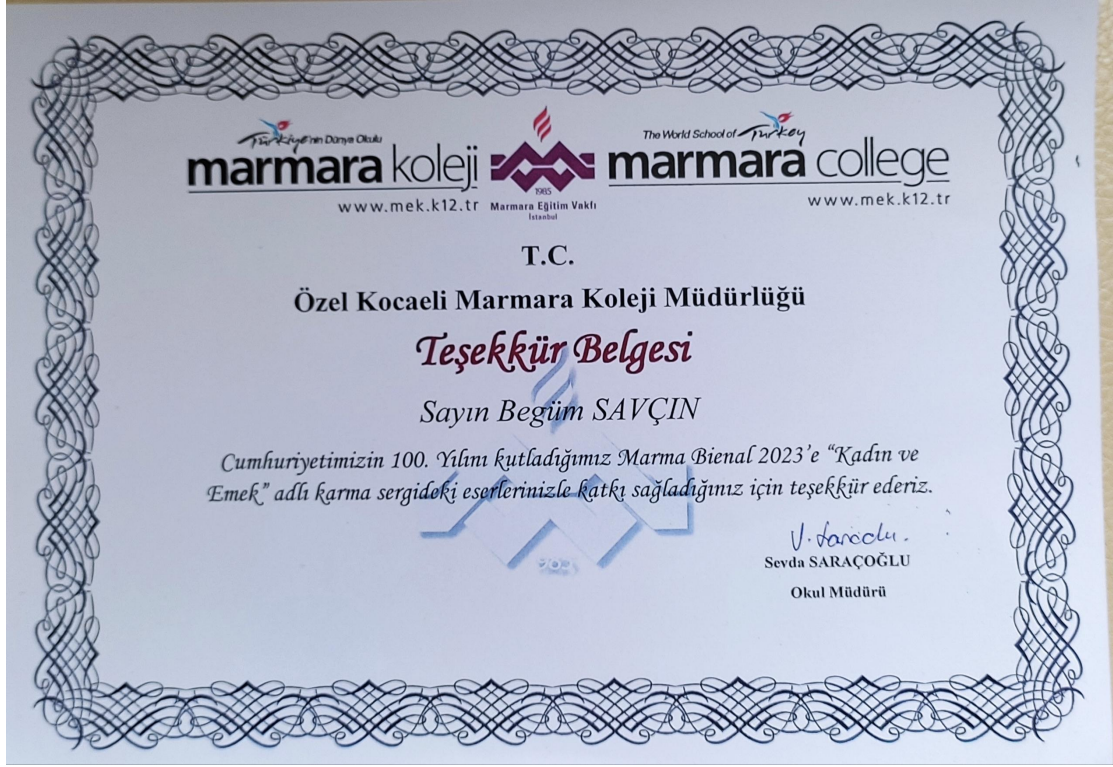 Türkiye'nin Dünya Okulu
marmara koleji
www.mek.k12.tr
1985
Marmara Eğitim Vakfı
İstanbul
The World School of Turkey
marmara college
www.mek.k12.tr
T.C.
Özel Kocaeli Marmara Koleji Müdürlüğü
Teşekkür Belgesi
Sayın Begüm SAVÇIN
Cumhuriyetimizin 100. Yılını kutladığımız Marma Bienal 2023'e “Kadın ve
Emek” adlı karma sergideki eserlerinizle katkı sağladığınız için teşekkür ederiz.
Sevda SARAÇOĞLU
Okul Müdürü